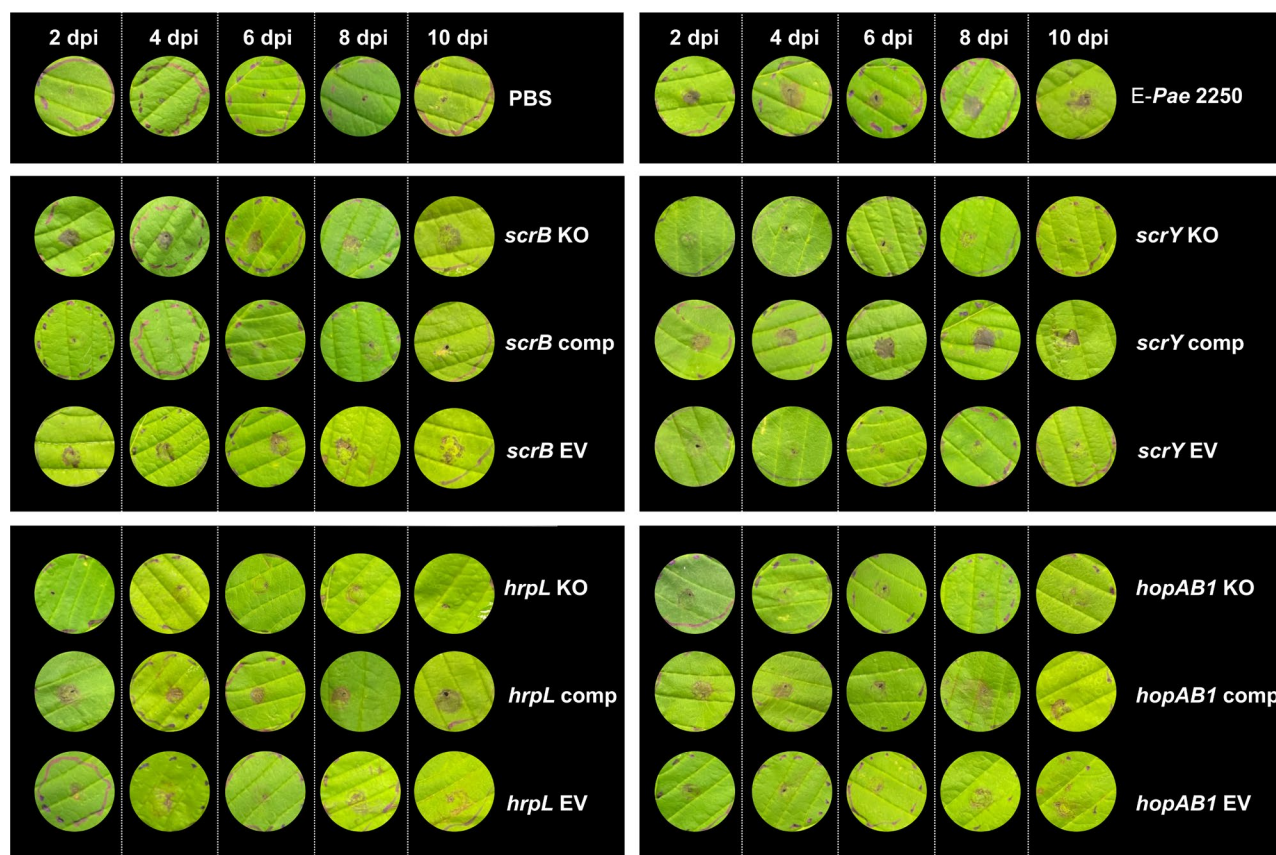 2 dpi 4 dpi 6 dpi 8 dpi 10 dpi
PBS
2 dpi 4 dpi 6 dpi 8 dpi 10 dpi
E-Pae 2250
scrB KO
scrB comp
scrB EV
scrY KO
scrY comp
scrY EV
hrpL KO
hrpL comp
hrpL EV
hopAB1 KO
hopAB1 comp
hopAB1 EV